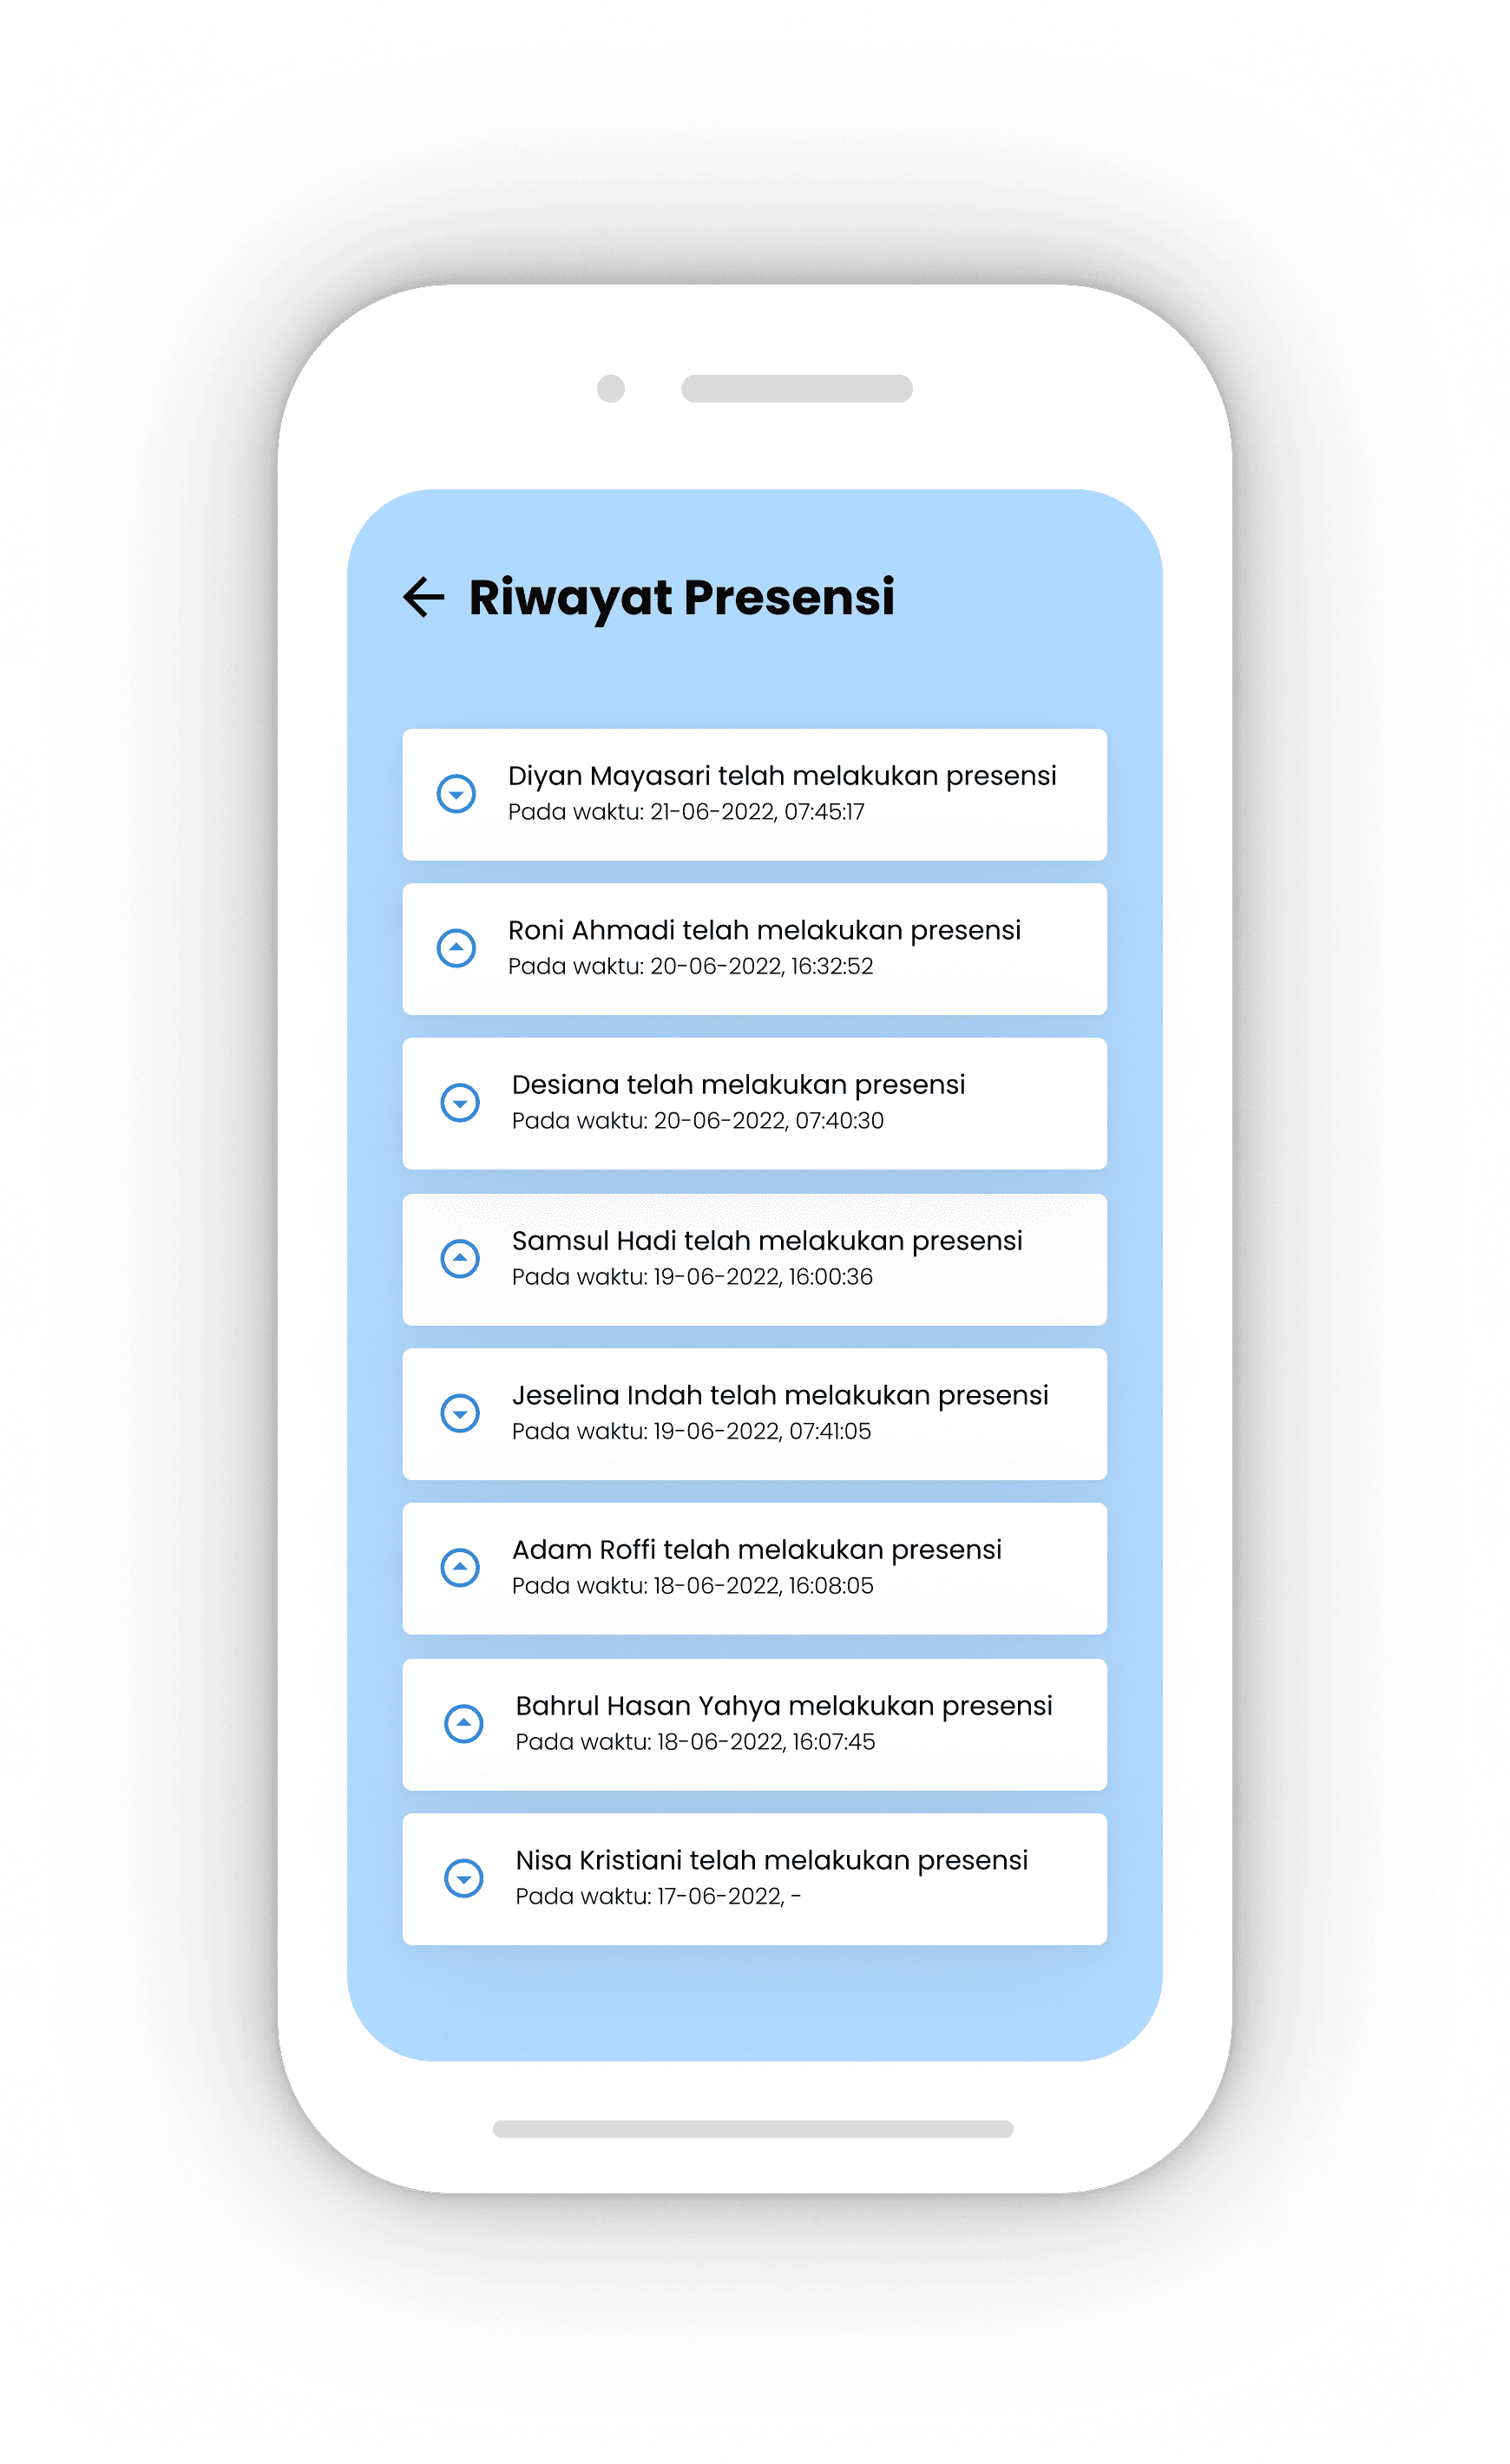 Riwayat Presensi
Diyan Mayasari telah melakukan presensi
Pada waktu: 21-06-2022, 07:45:17
Roni Ahmadi telah melakukan presensi
Pada waktu: 20-06-2022, 16:32:52
Desiana telah melakukan presensi
Pada waktu: 20-06-2022, 07:40:30
Samsul Hadi telah melakukan presensi
Pada waktu: 19-06-2022, 16:00:36
Jeselina Indah telah melakukan presensi
Pada waktu: 19-06-2022, 07:41:05
Adam Roffi telah melakukan presensi
Pada waktu: 18-06-2022, 16:08:05
Bahrul Hasan Yahya melakukan presensi
Pada waktu: 18-06-2022, 16:07:45
Nisa Kristiani telah melakukan presensi
Pada waktu: 17-06-2022, -